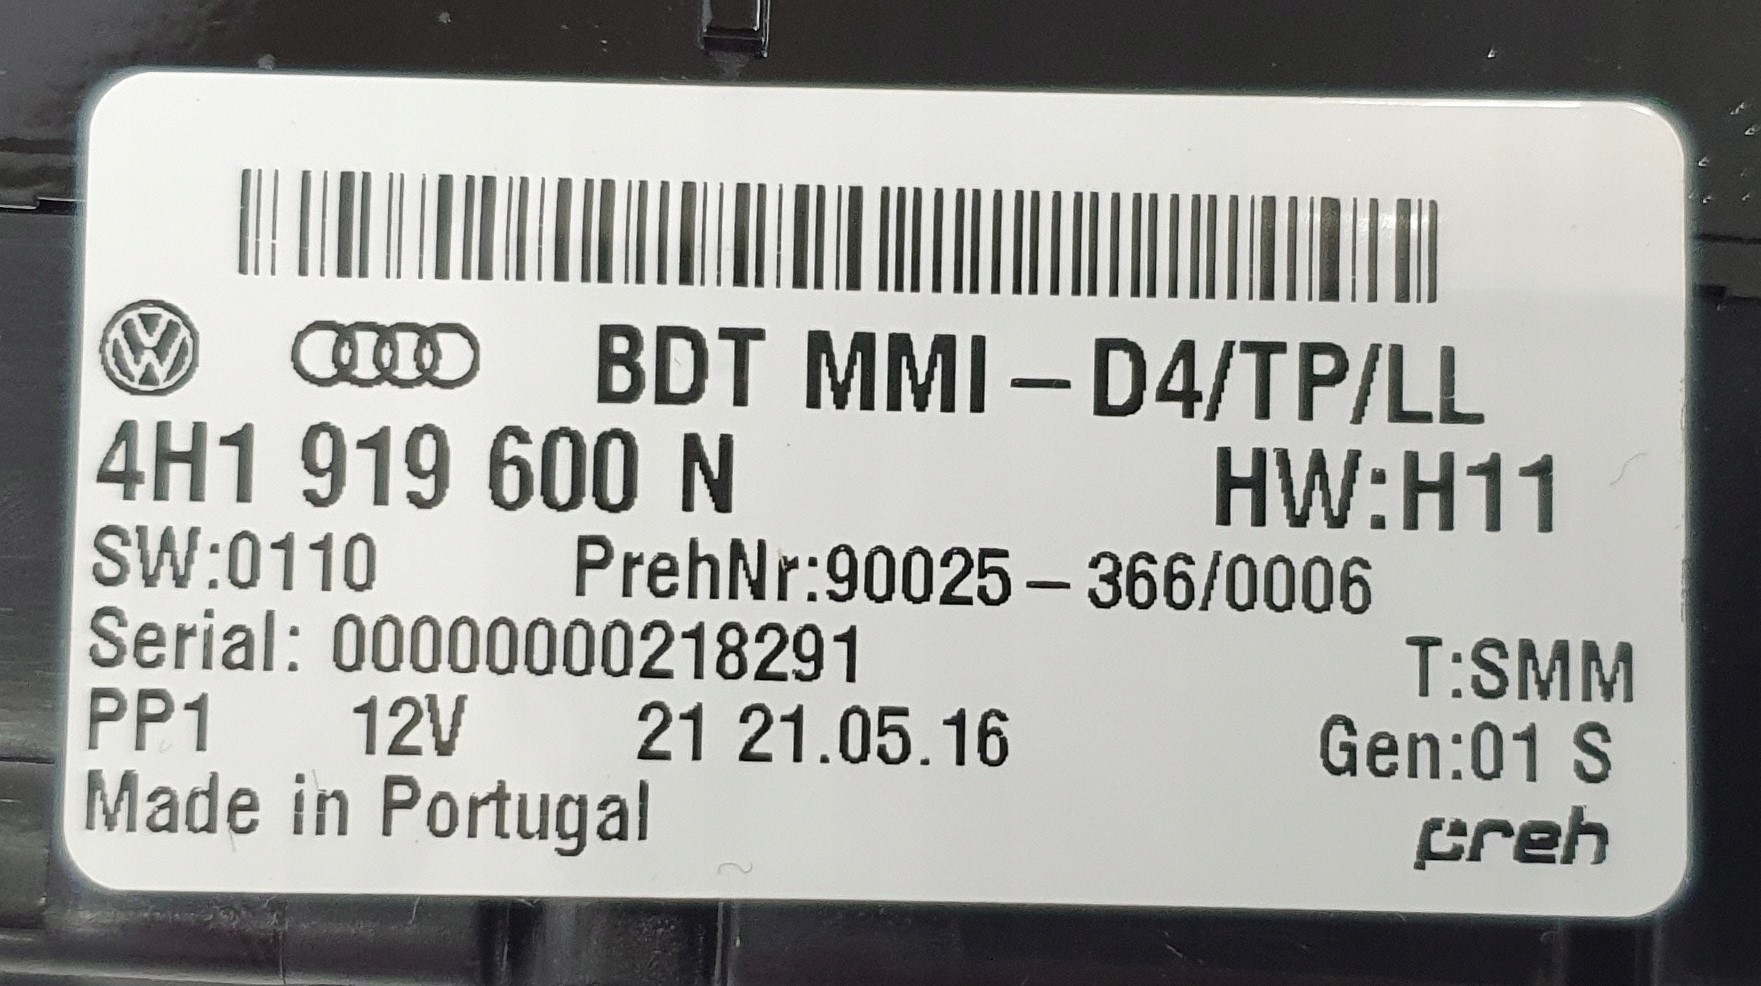 BDT MMI – D4/TP/LL
4H1 919 600 N HW:H11
SW:0110 PrehNr:90025–366/0006
Serial: 00000000218291 T:SMM
PP1 12V 21 21.05.16 Gen:01 S
Made in Portugal preh